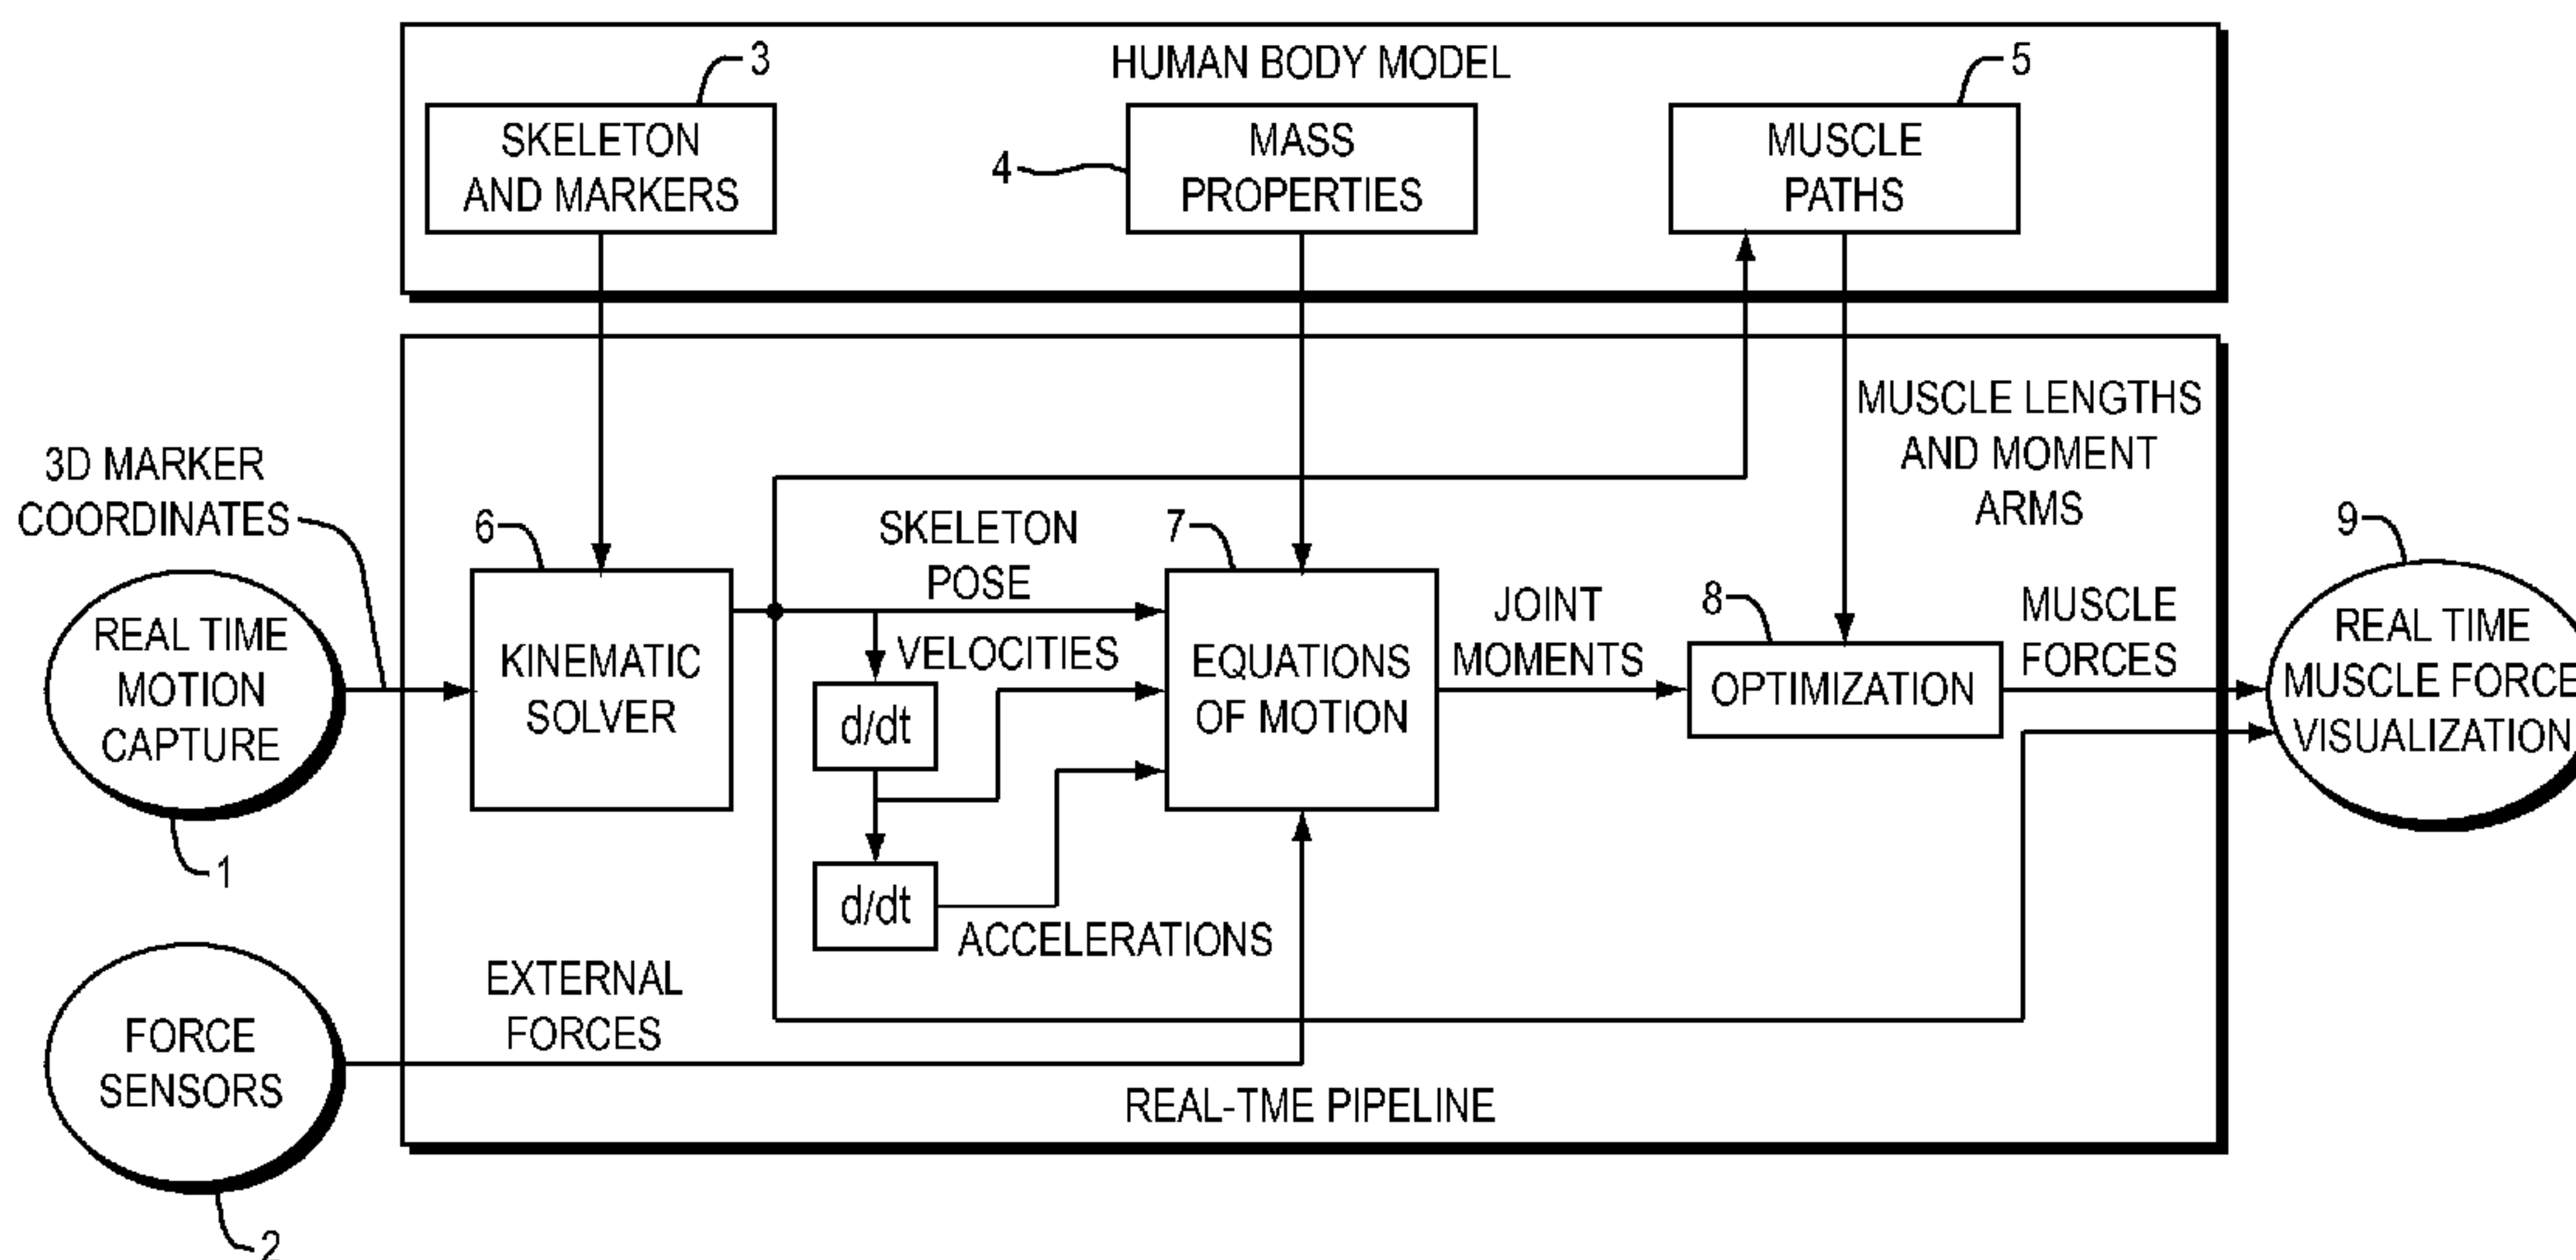 HUMAN BODY MODEL
3
SKELETON
AND MARKERS
4
MASS
PROPERTIES
5
MUSCLE
PATHS
MUSCLE LENGTHS
AND MOMENT
ARMS
3D MARKER
COORDINATES
REAL TIME
MOTION
CAPTURE
1
6
KINEMATIC
SOLVER
SKELETON
POSE
VELOCITIES
d/dt
d/dt
ACCELERATIONS
7
EQUATIONS
OF MOTION
JOINT
MOMENTS
8
OPTIMIZATION
MUSCLE
FORCES
9
REAL TIME
MUSCLE FORCE
VISUALIZATION
EXTERNAL
FORCES
FORCE
SENSORS
2
REAL-TME PIPELINE